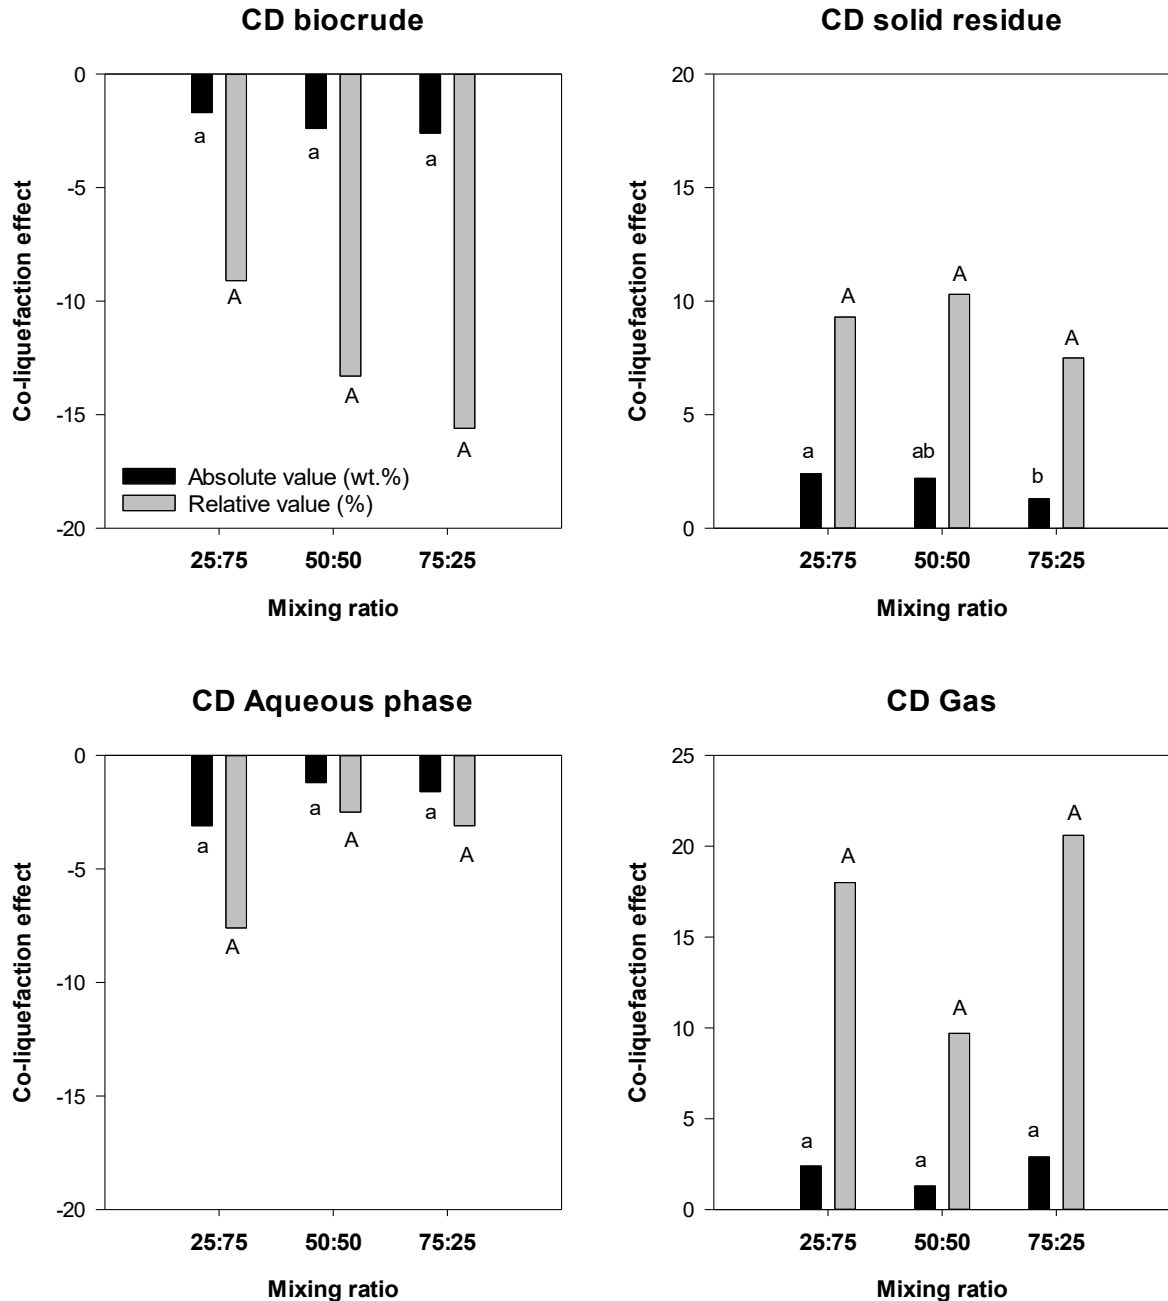 CD biocrude
Co-liquefaction effect
0
-5
-10
-15
-20
a
A
a
A
a
A
Absolute value (wt.%)
Relative value (%)
25:75
50:50
75:25
Mixing ratio
CD solid residue
Co-liquefaction effect
20
15
10
5
0
a
A
ab
A
b
A
25:75
50:50
75:25
Mixing ratio
CD Aqueous phase
Co-liquefaction effect
0
-5
-10
-15
-20
a
A
a
A
a
A
25:75
50:50
75:25
Mixing ratio
CD Gas
Co-liquefaction effect
25
20
15
10
5
0
a
A
a
A
a
A
25:75
50:50
75:25
Mixing ratio